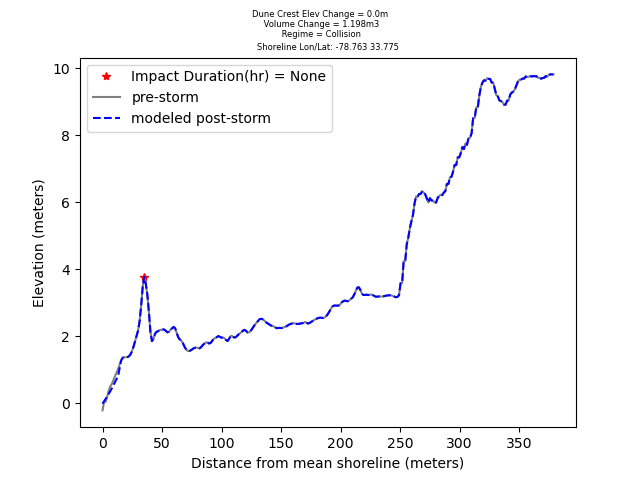 Dune Crest Elev Change = 0.0m
Volume Change = 1.198m3
Regime = Collision
Shoreline Lon/Lat: -78.763 33.775
Impact Duration(hr) = None
pre-storm
modeled post-storm
Elevation (meters)
10
8
6
4
2
0
0 50 100 150 200 250 300 350
Distance from mean shoreline (meters)